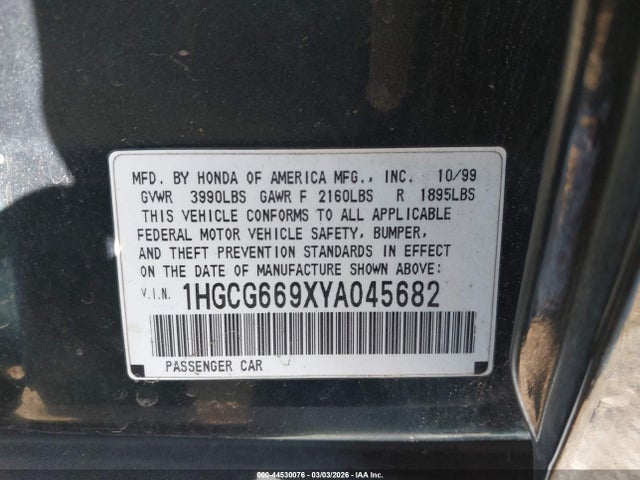 MFD. BY HONDA OF AMERICA MFG., INC. 10/99
GVWR 3990LBS GAWR F 2160LBS R 1895LBS
THIS VEHICLE CONFORMS TO ALL APPLICABLE
FEDERAL MOTOR VEHICLE SAFETY, BUMPER,
AND THEFT PREVENTION STANDARDS IN EFFECT
ON THE DATE OF MANUFACTURE SHOWN ABOVE:
V.I.N. 1HGCG669XYA045682
PASSENGER CAR
000-44530076 - 03/03/2026 - IAA Inc.